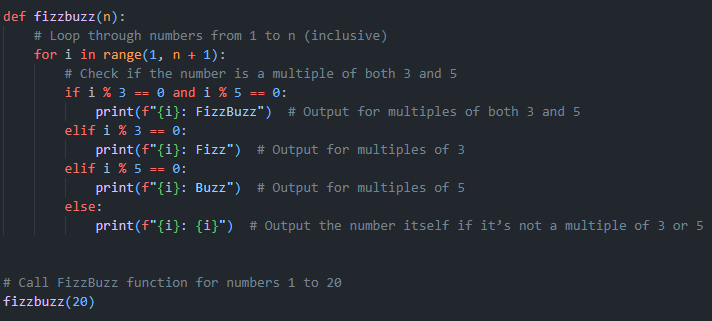 def fizzbuzz(n):
    # Loop through numbers from 1 to n (inclusive)
    for i in range(1, n + 1):
        # Check if the number is a multiple of both 3 and 5
        if i % 3 == 0 and i % 5 == 0:
            print(f"{i}: FizzBuzz")  # Output for multiples of both 3 and 5
        elif i % 3 == 0:
            print(f"{i}: Fizz")  # Output for multiples of 3
        elif i % 5 == 0:
            print(f"{i}: Buzz")  # Output for multiples of 5
        else:
            print(f"{i}: {i}")  # Output the number itself if it’s not a multiple of 3 or 5
# Call FizzBuzz function for numbers 1 to 20
fizzbuzz(20)